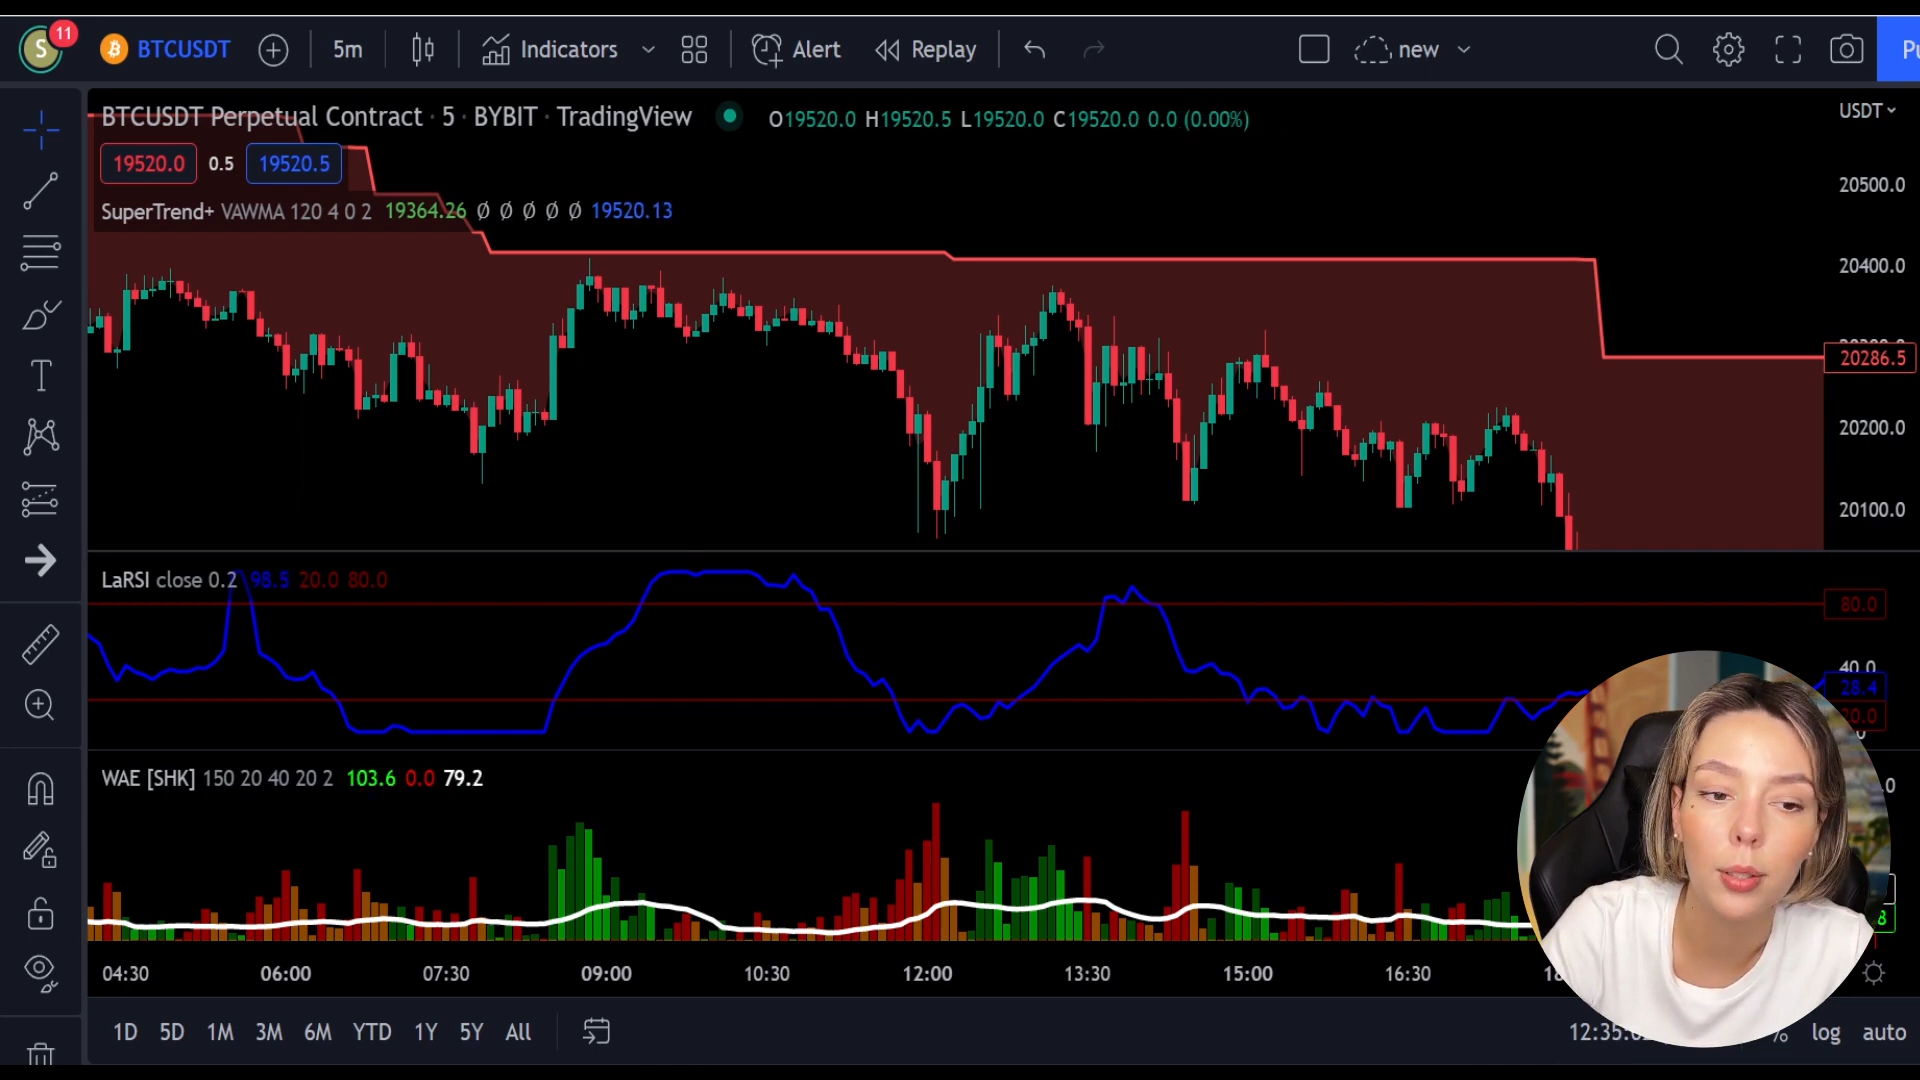 S 11 BTCUSDT 5m Indicators Alert Replay new
BTCUSDT Perpetual Contract · 5 · BYBIT · TradingView O19520.0 H19520.5 L19520.0 C19520.0 0.0 (0.00%) USDT
19520.0 0.5 19520.5
20500.0
SuperTrend+ VAWMA 120 4 0 2 19364.26 Ø Ø Ø Ø Ø 19520.13
20400.0
20286.5
20200.0
20100.0
LaRSI close 0.2 98.5 20.0 80.0
80.0
40.0
28.4
WAE [SHK] 150 20 40 20 2 103.6 0.0 79.2
04:30 06:00 07:30 09:00 10:30 12:00 13:30 15:00 16:30
1D 5D 1M 3M 6M YTD 1Y 5Y All % log auto